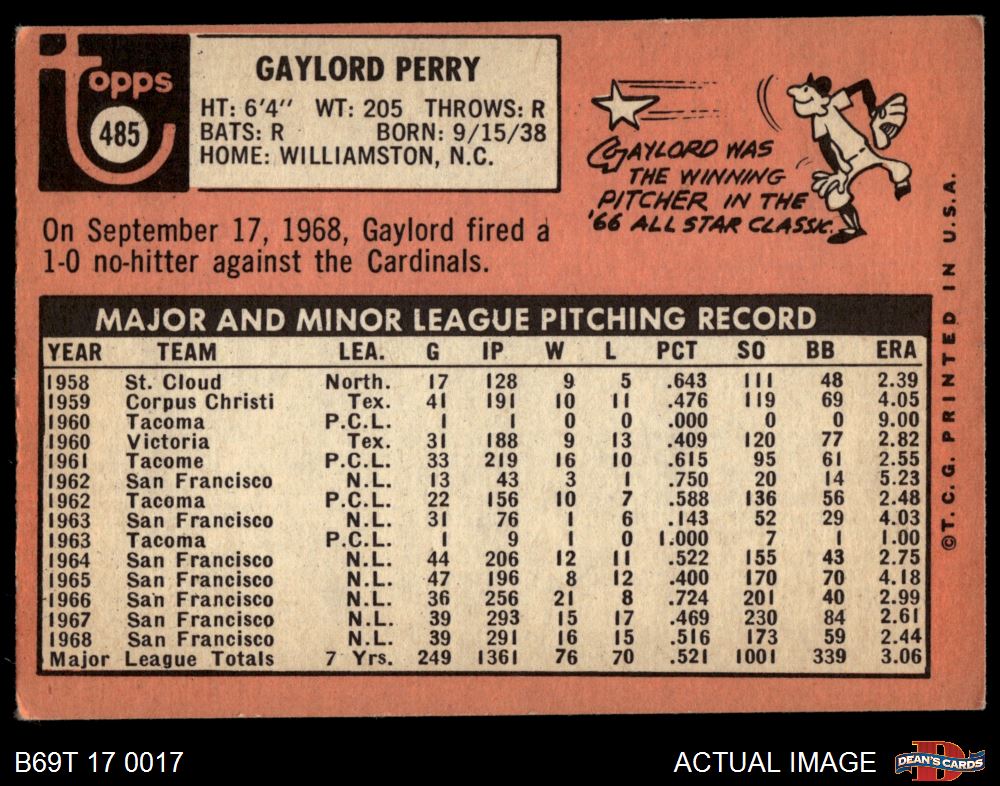 Topps
485
GAYLORD PERRY
HT: 6'4" WT: 205 THROWS: R
BATS: R BORN: 9/15/38
HOME: WILLIAMSTON, N.C.
GAYLORD WAS
THE WINNING
PITCHER IN THE
'66 ALL STAR CLASSIC.
On September 17, 1968, Gaylord fired a
1-0 no-hitter against the Cardinals.
MAJOR AND MINOR LEAGUE PITCHING RECORD
YEAR TEAM LEA. G IP W L PCT SO BB ERA
1958 St. Cloud North. 17 128 9 5 .643 111 48 2.39
1959 Corpus Christi Tex. 41 191 10 11 .476 119 69 4.05
1960 Tacoma P.C.L. 1 1 0 0 .000 0 0 9.00
1960 Victoria Tex. 31 188 9 13 .409 120 77 2.82
1961 Tacome P.C.L. 33 219 16 10 .615 95 61 2.55
1962 San Francisco N.L. 13 43 3 1 .750 20 14 5.23
1962 Tacoma P.C.L. 22 156 10 7 .588 136 56 2.48
1963 San Francisco N.L. 31 76 1 6 .143 52 29 4.03
1963 Tacoma P.C.L. 1 9 1 0 1.000 7 1 1.00
1964 San Francisco N.L. 44 206 12 11 .522 155 43 2.75
1965 San Francisco N.L. 47 196 8 12 .400 170 70 4.18
1966 San Francisco N.L. 36 256 21 8 .724 201 40 2.99
1967 San Francisco N.L. 39 293 15 17 .469 230 84 2.61
1968 San Francisco N.L. 39 291 16 15 .516 173 59 2.44
Major League Totals 7 Yrs. 249 1361 76 70 .521 1001 339 3.06
©T. C. G. PRINTED IN U.S.A.
B69T 17 0017
ACTUAL IMAGE
DEAN'S CARDS